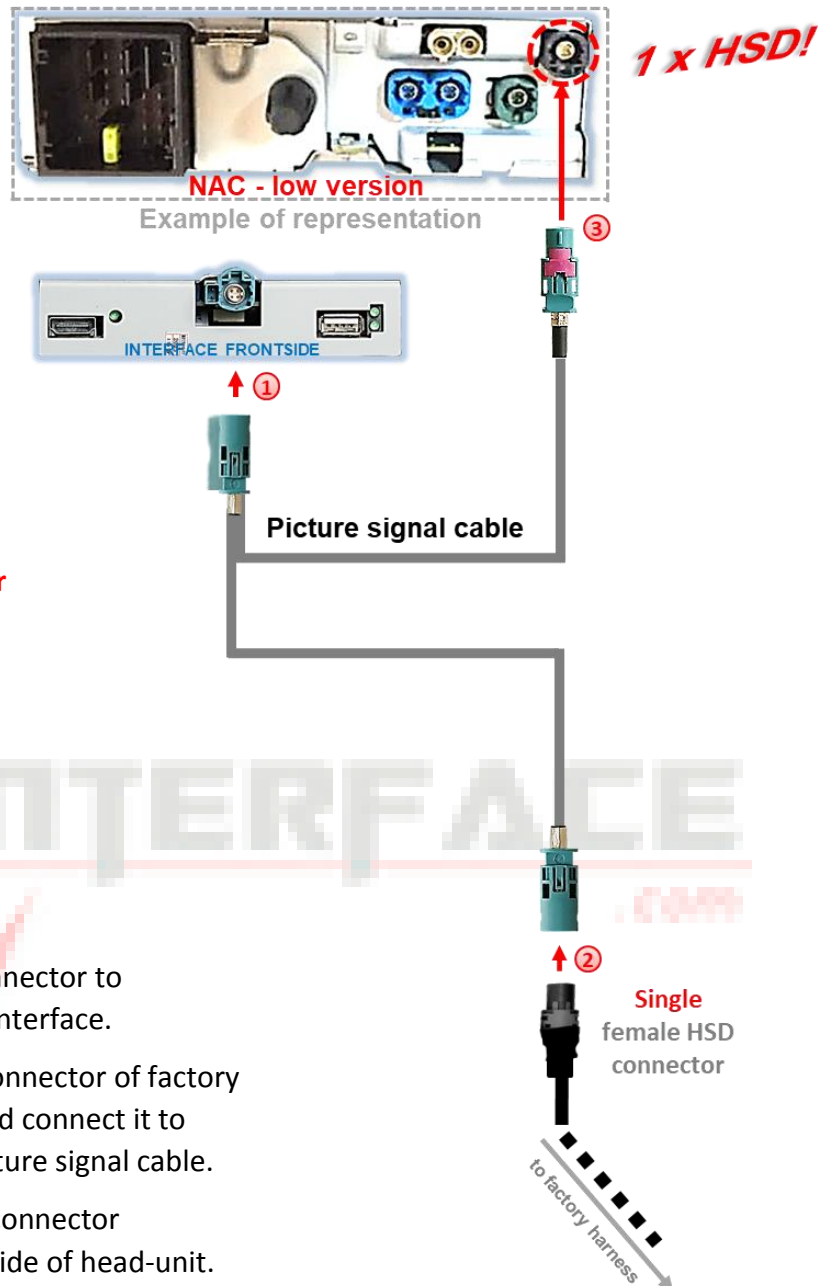 1 x HSD!
NAC - low version
Example of representation
3
INTERFACE FRONTSIDE
1
Picture signal cable
r
NTERFACE
.com
2
Single
female HSD
connector
nector to
nterface.
onnector of factory
d connect it to
ture signal cable.
onnector
ide of head-unit.
to factory harness